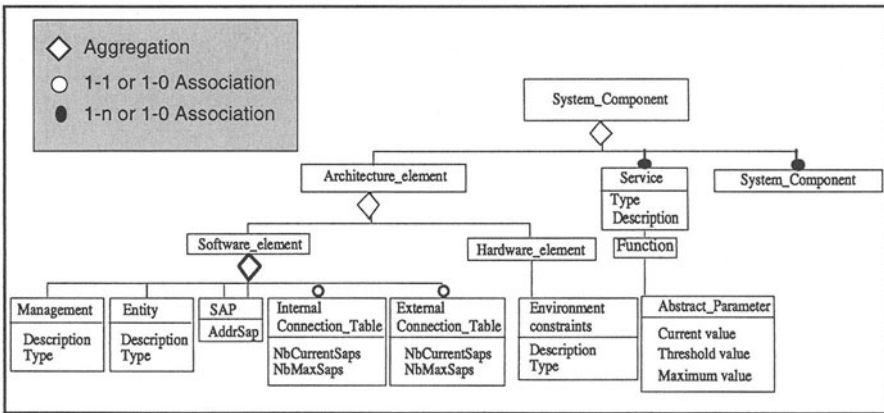 Aggregation
1-1 or 1-0 Association
1-n or 1-0 Association
System_Component
Architecture_element
Service
Type
Description
System_Component
Function
Software_element
Hardware_element
Management
Description
Type
Entity
Description
Type
SAP
AddrSap
Internal
Connection_Table
NbCurrentSaps
NbMaxSaps
External
Connection_Table
NbCurrentSaps
NbMaxSaps
Environment
constraints
Description
Type
Abstract_Parameter
Current value
Threshold value
Maximum value